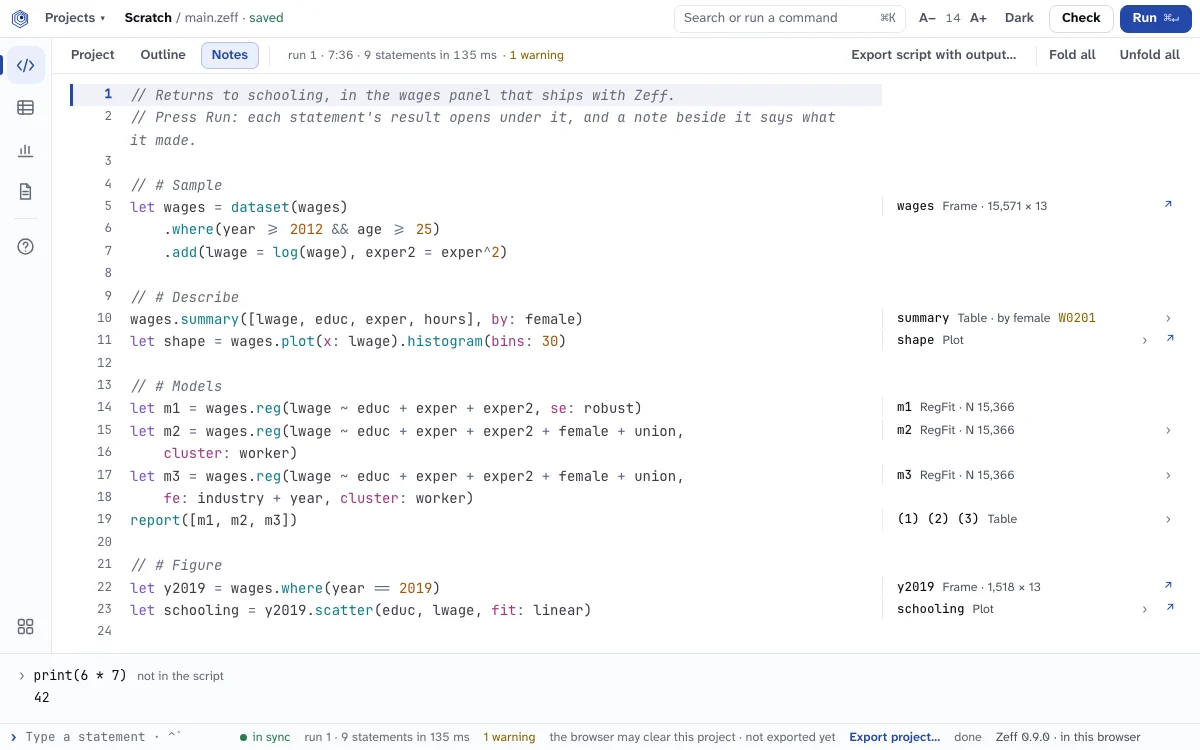 Projects ▾ Scratch / main.zeff · saved Search or run a command ⌘K A– 14 A+ Dark Check Run ⌘↵
Project Outline Notes run 1 · 7:36 · 9 statements in 135 ms · 1 warning Export script with output... Fold all Unfold all
1 // Returns to schooling, in the wages panel that ships with Zeff.
2 // Press Run: each statement's result opens under it, and a note beside it says what
it made.
3
4 // # Sample
5 let wages = dataset(wages) wages Frame · 15,571 × 13
6 .where(year ⩾ 2012 && age ⩾ 25)
7 .add(lwage = log(wage), exper2 = exper^2)
8
9 // # Describe
10 wages.summary([lwage, educ, exper, hours], by: female) summary Table · by female W0201 ›
11 let shape = wages.plot(x: lwage).histogram(bins: 30) shape Plot ›
12
13 // # Models
14 let m1 = wages.reg(lwage ~ educ + exper + exper2, se: robust) m1 RegFit · N 15,366
15 let m2 = wages.reg(lwage ~ educ + exper + exper2 + female + union, m2 RegFit · N 15,366 ›
16 cluster: worker)
17 let m3 = wages.reg(lwage ~ educ + exper + exper2 + female + union, m3 RegFit · N 15,366 ›
18 fe: industry + year, cluster: worker)
19 report([m1, m2, m3]) (1) (2) (3) Table ›
20
21 // # Figure
22 let y2019 = wages.where(year == 2019) y2019 Frame · 1,518 × 13
23 let schooling = y2019.scatter(educ, lwage, fit: linear) schooling Plot ›
24
› print(6 * 7) not in the script
42
› Type a statement · ^` in sync run 1 · 9 statements in 135 ms 1 warning the browser may clear this project · not exported yet Export project... done Zeff 0.9.0 · in this browser